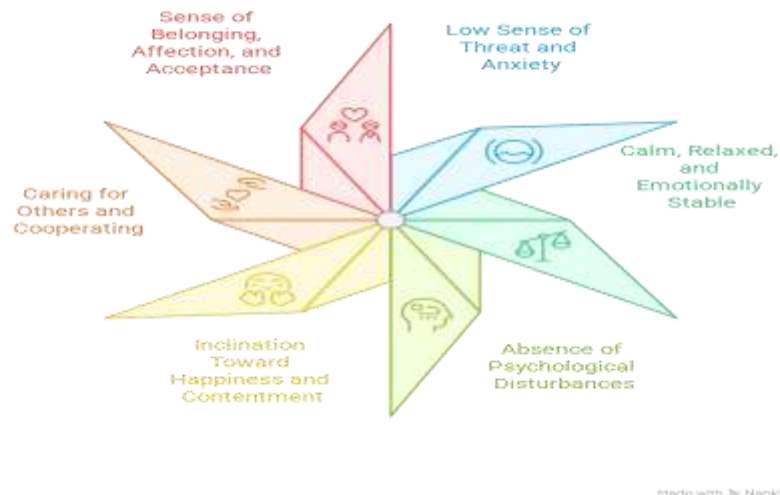 Sense of
Belonging,
Affection, and
Acceptance
Low Sense of
Threat and
Anxiety
Calm, Relaxed,
and
Emotionally
Stable
Caring for
Others and
Cooperating
Inclination
Toward
Happiness and
Contentment
Absence of
Psychological
Disturbances
Made with